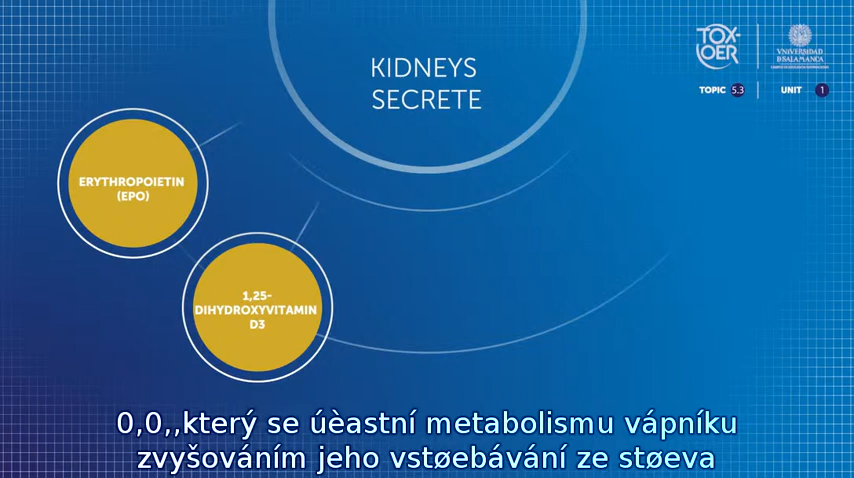 KIDNEYS
SECRETE
TOX-
OER
VNIVERSIDAD
D SALAMANCA
TOPIC 5.3 UNIT 1
ERYTHROPOIETIN
(EPO)
1,25-
DIHYDROXYVITAMIN
D3
0,0,,který se úèastní metabolismu vápníku
zvyšováním jeho vstøebávání ze støeva